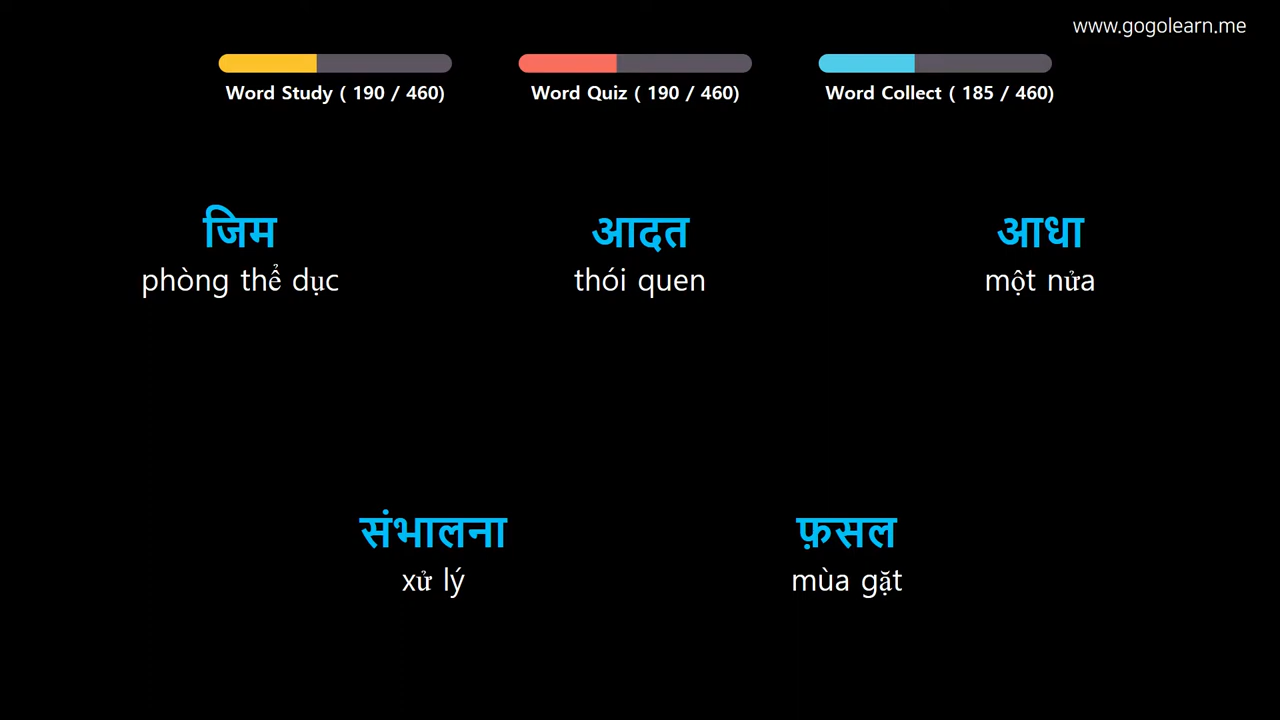 www.gogolearn.me
Word Study ( 190 / 460)
Word Quiz ( 190 / 460)
Word Collect ( 185 / 460)
जिम
phòng thể dục
आदत
thói quen
आधा
một nửa
संभालना
xử lý
फ़सल
mùa gặt